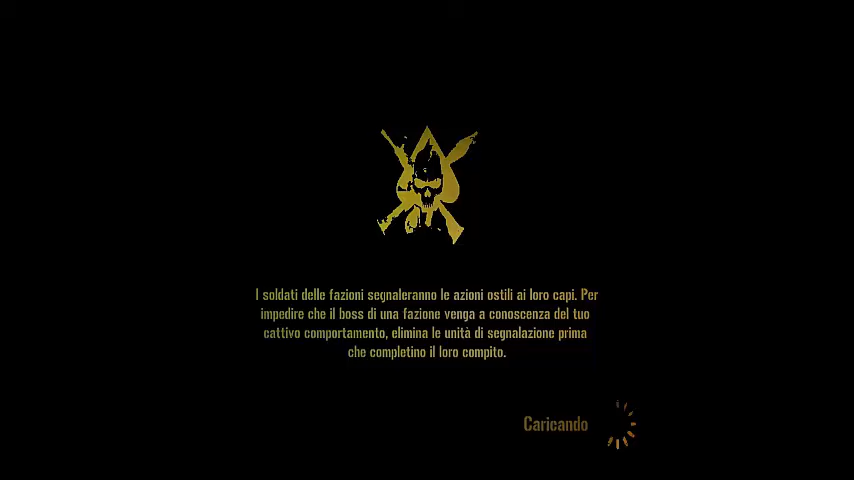 I soldati delle fazioni segnaleranno le azioni ostili ai loro capi. Per
impedire che il boss di una fazione venga a conoscenza del tuo
cattivo comportamento, elimina le unità di segnalazione prima
che completino il loro compito.
Caricando